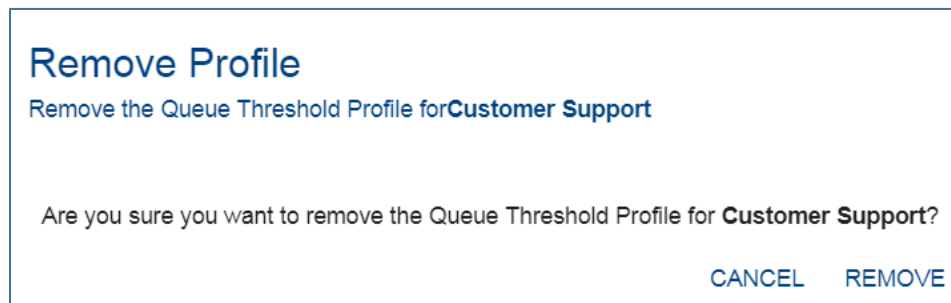 Remove Profile
Remove the Queue Threshold Profile forCustomer Support
Are you sure you want to remove the Queue Threshold Profile for Customer Support?
CANCEL REMOVE